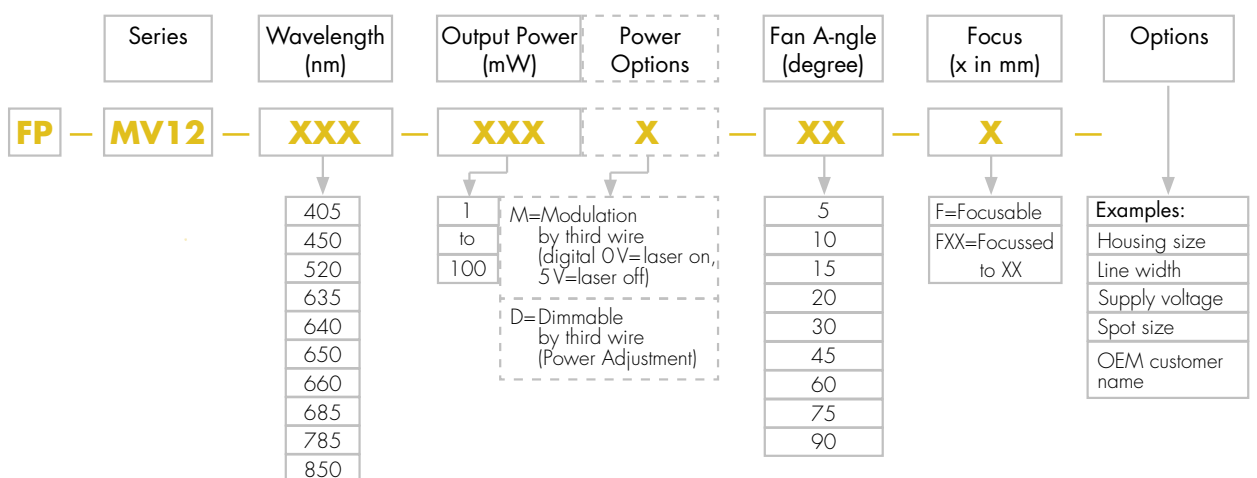 Series
Wavelength
(nm)
Output Power
(mW)
Power
Options
Fan A-ngle
(degree)
Focus
(x in mm)
Options
FP — MV12 — XXX — XXX X — XX — X —
405
450
520
635
640
650
660
685
785
850
1
to
100
M=Modulation
by third wire
(digital 0V=laser on,
5V=laser off)
D=Dimmable
by third wire
(Power Adjustment)
5
10
15
20
30
45
60
75
90
F=Focusable
FXX=Focussed
to XX
Examples:
Housing size
Line width
Supply voltage
Spot size
OEM customer
name